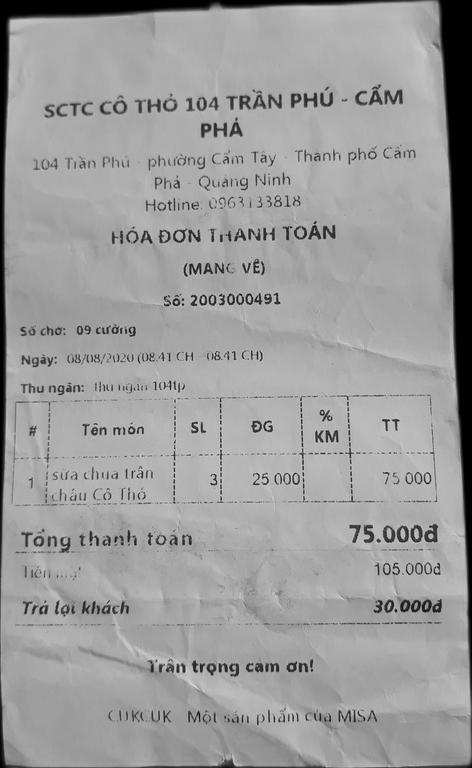 SCTC CÔ THỎ 104 TRẦN PHÚ - CẨM
PHẢ
104 Trần Phú - phường Cẩm Tây - Thành phố Cẩm
Phả - Quảng Ninh
Hotline: 0963133818
HÓA ĐƠN THANH TOÁN
(MANG VỀ)
Số: 2003000491
Số chờ: 09 cường
Ngày: 08/08/2020 (08:41 CH - 08:41 CH)
Thu ngân: thu ngân 104tp
# Tên món SL ĐG % KM TT
1 sữa chua trân 3 25.000 75.000
châu Cô Thỏ
Tổng thanh toán 75.000đ
Tiền mặt 105.000đ
Trả lại khách 30.000đ
Trân trọng cảm ơn!
CUKCUK - Một sản phẩm của MISA